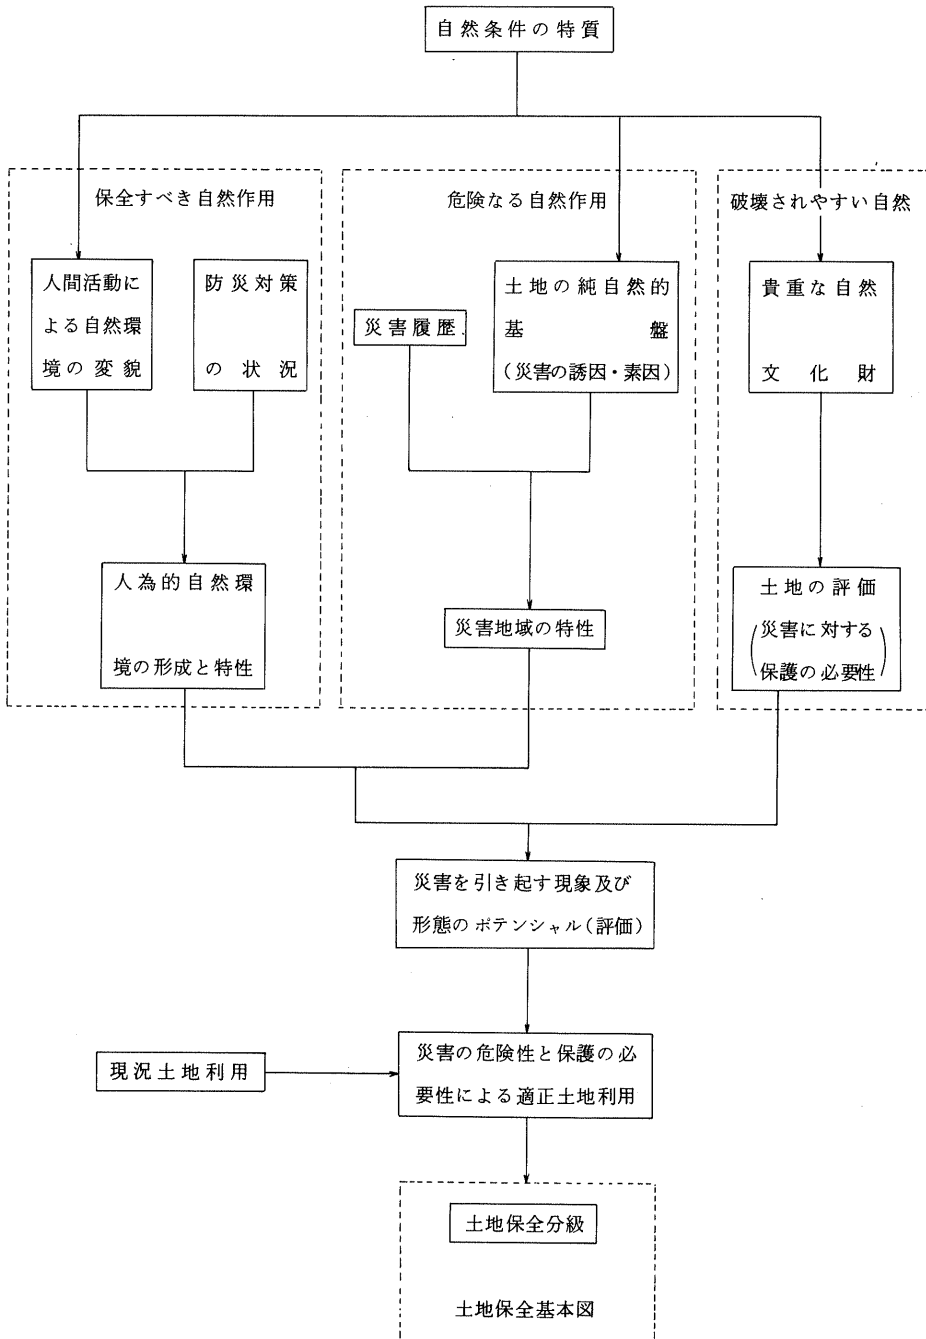 自然条件の特質
保全すべき自然作用
人間活動に
よる自然環
境の変貌
防災対策
の状況
人為的自然環
境の形成と特性
危険なる自然作用
災害履歴
土地の純自然的
基盤
(災害の誘因・素因)
災害地域の特性
破壊されやすい自然
貴重な自然
文化財
土地の評価
(災害に対する
保護の必要性)
災害を引き起す現象及び
形態のポテンシャル(評価)
現況土地利用
災害の危険性と保護の必
要性による適正土地利用
土地保全分級
土地保全基本図